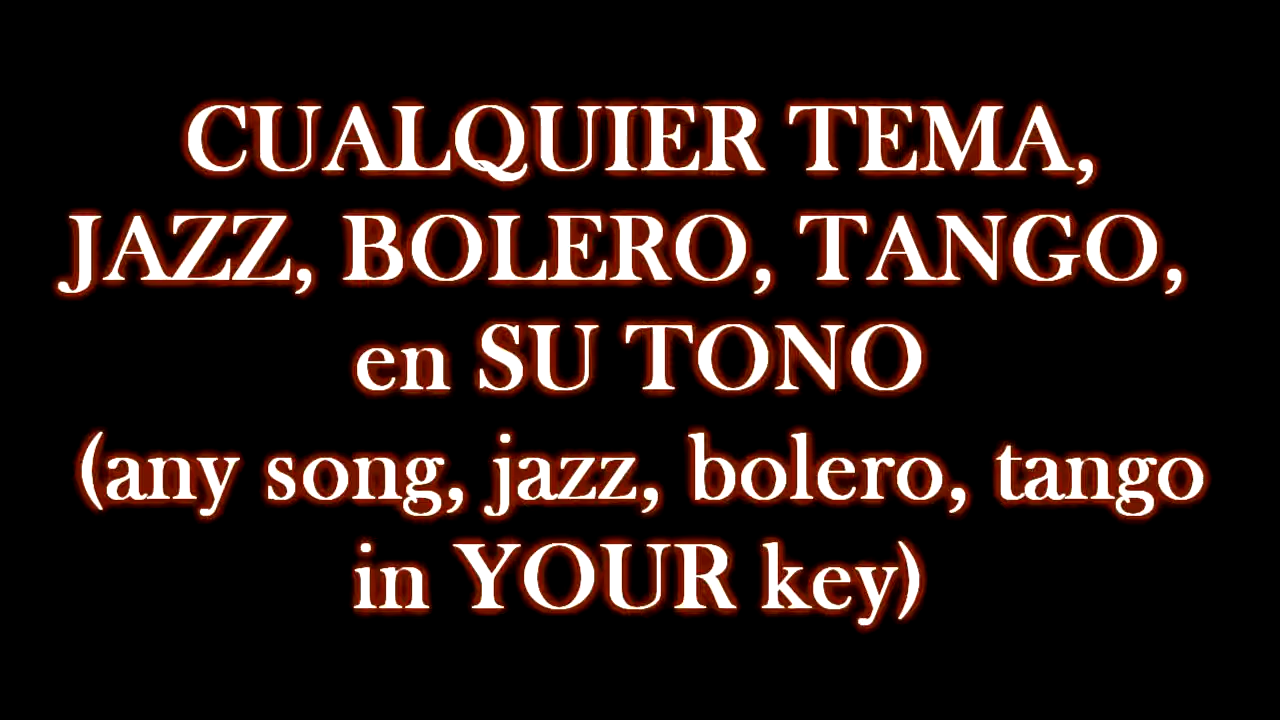 CUALQUIER TEMA,
JAZZ, BOLERO, TANGO,
en SU TONO
(any song, jazz, bolero, tango
in YOUR key)